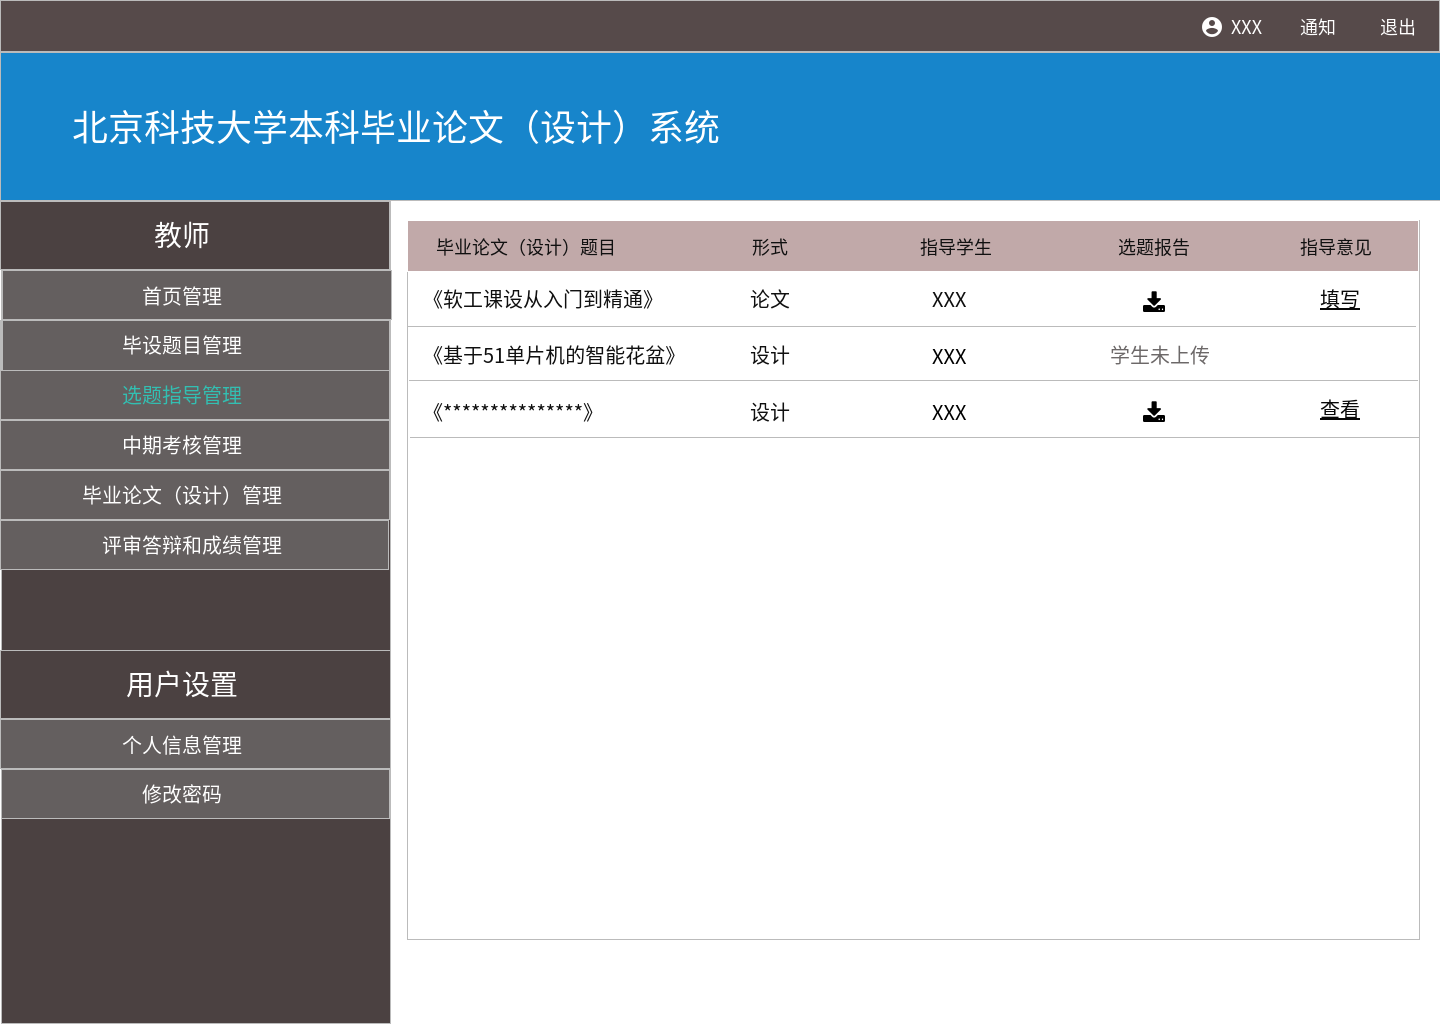 XXX 通知 退出
北京科技大学本科毕业论文（设计）系统
教师
首页管理
毕设题目管理
选题指导管理
中期考核管理
毕业论文（设计）管理
评审答辩和成绩管理
用户设置
个人信息管理
修改密码
毕业论文（设计）题目 形式 指导学生 选题报告 指导意见
《软工课设从入门到精通》 论文 XXX 填写
《基于51单片机的智能花盆》 设计 XXX 学生未上传
《***************》 设计 XXX 查看